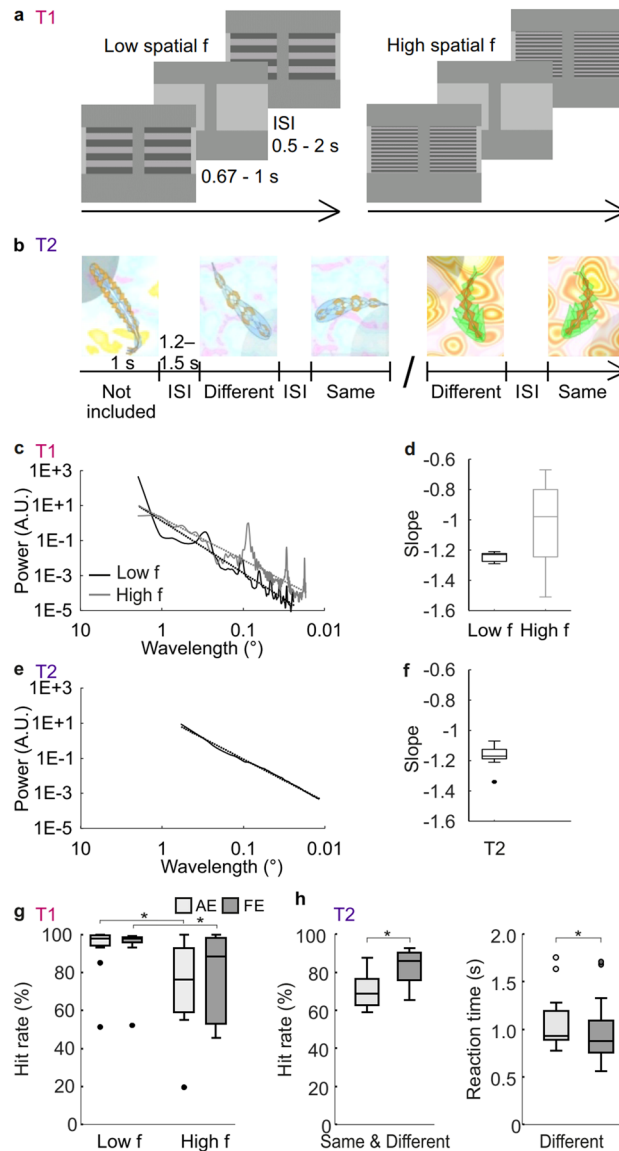 a T1
Low spatial f
High spatial f
ISI
0.5 - 2 s
0.67 - 1 s
b T2
1 s
1.2–
1.5 s
Not
included
ISI
Different
ISI
Same
/
Different
ISI
Same
c T1
Power (A.U.)
1E+3
1E+1
1E-1
1E-3
1E-5
Low f
High f
10 1 0.1 0.01
Wavelength (°)
d
Slope
-0.6
-0.8
-1
-1.2
-1.4
-1.6
Low f High f
e T2
Power (A.U.)
1E+3
1E+1
1E-1
1E-3
1E-5
10 1 0.1 0.01
Wavelength (°)
f
Slope
-0.6
-0.8
-1
-1.2
-1.4
-1.6
T2
g T1
AE FE
* *
Hit rate (%)
100
80
60
40
20
0
Low f High f
h T2
*
Hit rate (%)
100
80
60
40
20
0
Same & Different
*
Reaction time (s)
2.0
1.5
1.0
0.5
0
Different